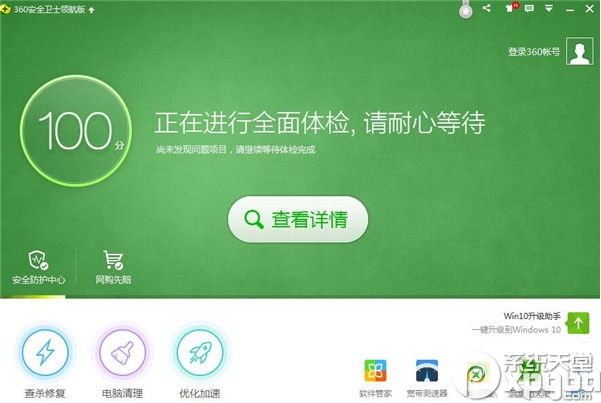 360安全卫士领航版
登录360帐号
100分
正在进行全面体检, 请耐心等待
尚未发现问题项目，请继续等待体检完成
查看详情
安全防护中心
网购先赔
Win10升级助手
一键升级到Windows 10
查杀修复
电脑清理
优化加速
软件管家
宽带测速器
系统天堂